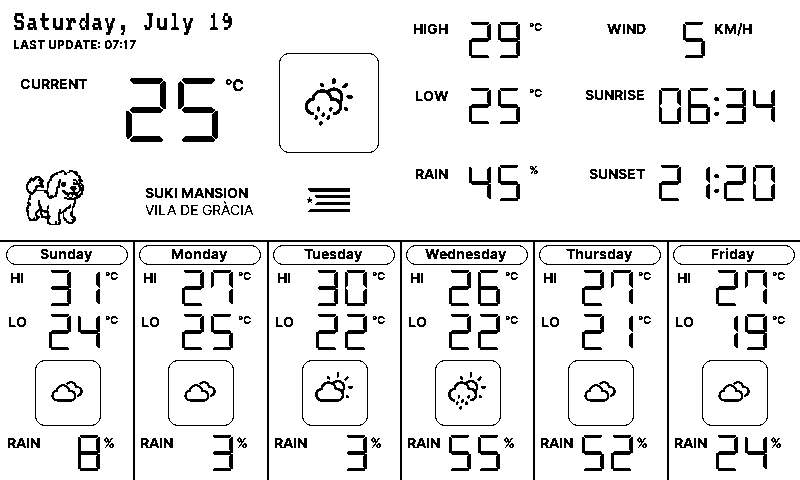 Saturday, July 19
LAST UPDATE: 07:17
CURRENT 25 °C
HIGH 29 °C
WIND 5 KM/H
LOW 25 °C
SUNRISE 06:34
RAIN 45 %
SUNSET 21:20
SUKI MANSION
VILA DE GRÀCIA
Sunday
HI 31 °C
LO 24 °C
RAIN 8 %
Monday
HI 27 °C
LO 25 °C
RAIN 3 %
Tuesday
HI 30 °C
LO 22 °C
RAIN 3 %
Wednesday
HI 26 °C
LO 22 °C
RAIN 55 %
Thursday
HI 27 °C
LO 21 °C
RAIN 52 %
Friday
HI 27 °C
LO 19 °C
RAIN 24 %